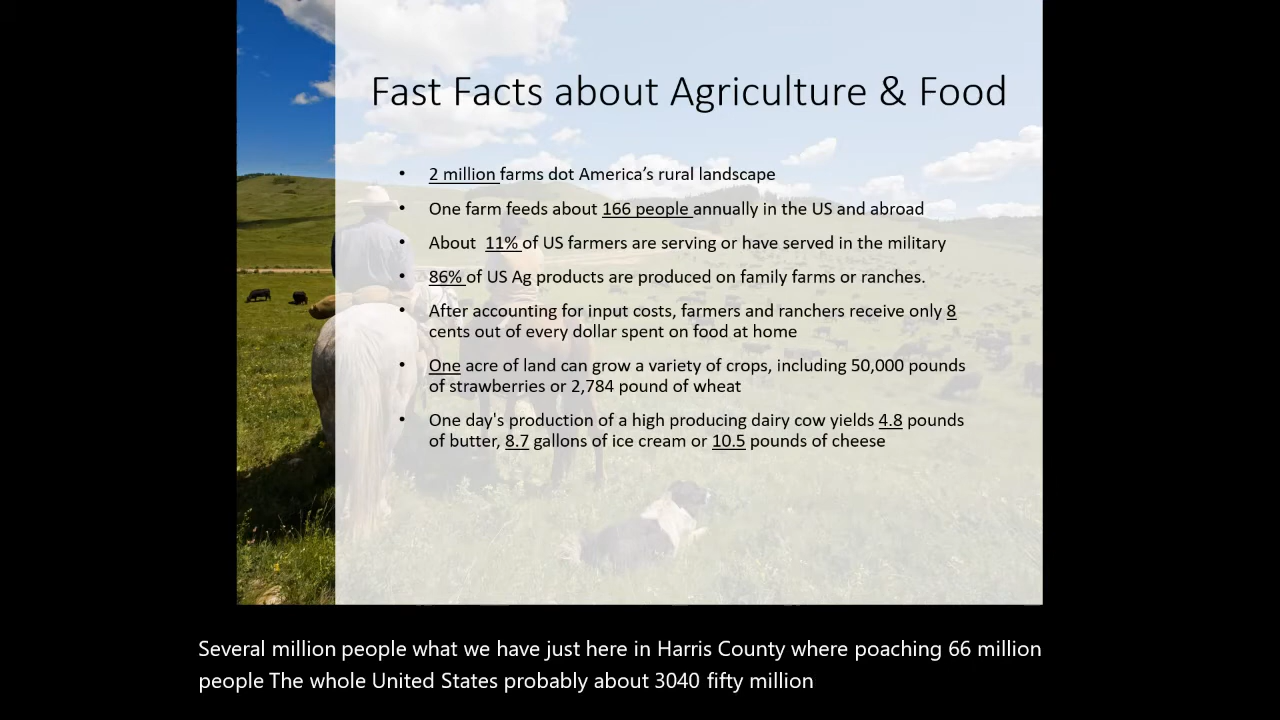 Fast Facts about Agriculture & Food
• 2 million farms dot America’s rural landscape
• One farm feeds about 166 people annually in the US and abroad
• About 11% of US farmers are serving or have served in the military
• 86% of US Ag products are produced on family farms or ranches.
• After accounting for input costs, farmers and ranchers receive only 8
cents out of every dollar spent on food at home
• One acre of land can grow a variety of crops, including 50,000 pounds
of strawberries or 2,784 pound of wheat
• One day's production of a high producing dairy cow yields 4.8 pounds
of butter, 8.7 gallons of ice cream or 10.5 pounds of cheese
Several million people what we have just here in Harris County where poaching 66 million
people The whole United States probably about 3040 fifty million